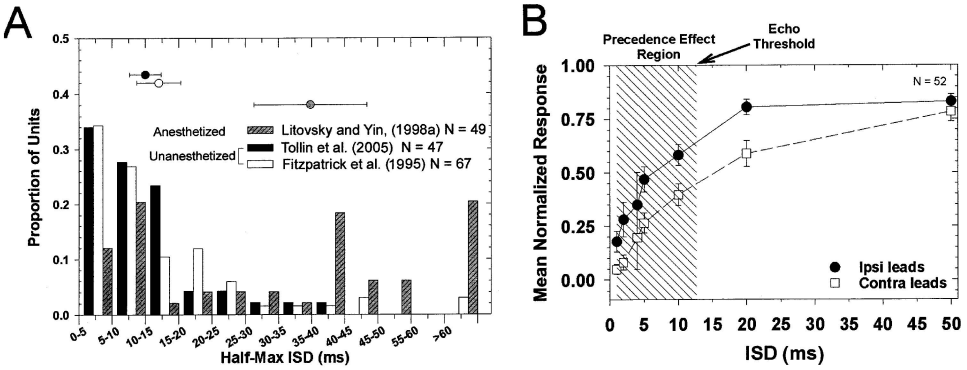 A
Proportion of Units
0.5
0.4
0.3
0.2
0.1
0.0
Anesthetized
Litovsky and Yin, (1998a) N = 49
Unanesthetized
Tollin et al. (2005) N = 47
Fitzpatrick et al. (1995) N = 67
0-5
5-10
10-15
15-20
20-25
25-30
30-35
35-40
40-45
45-50
55-60
>60
Half-Max ISD (ms)
B
Precedence Effect
Region
Echo
Threshold
N = 52
Mean Normalized Response
1.00
0.75
0.50
0.25
0.00
Ipsi leads
Contra leads
0 5 10 15 20 25 30 35 40 45 50
ISD (ms)